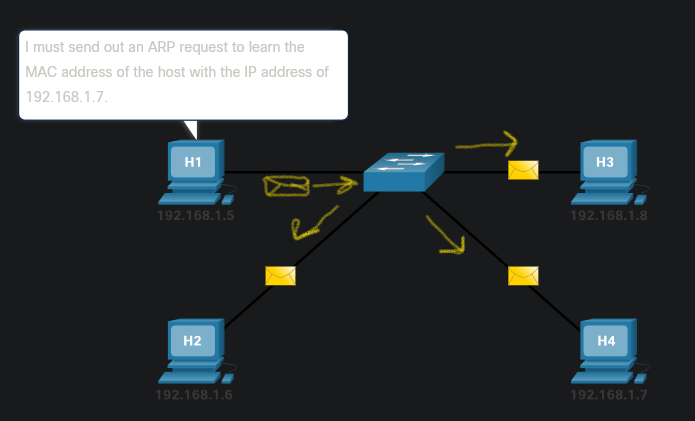 I must send out an ARP request to learn the
MAC address of the host with the IP address of
192.168.1.7.
H1
H3
192.168.1.5
192.168.1.8
H2
H4
192.168.1.6
192.168.1.7